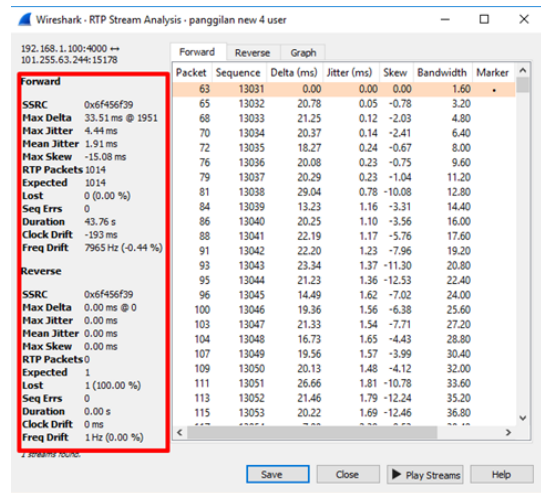 Wireshark · RTP Stream Analysis · panggilan new 4 user
192.168.1.100:4000 ↔
101.255.63.244:15178
Forward
SSRC 0x6f456f39
Max Delta 33.51 ms @ 1951
Max Jitter 4.44 ms
Mean Jitter 1.91 ms
Max Skew -15.08 ms
RTP Packets 1014
Expected 1014
Lost 0 (0.00 %)
Seq Errs 0
Duration 43.76 s
Clock Drift -193 ms
Freq Drift 7965 Hz (-0.44 %)
Reverse
SSRC 0x6f456f39
Max Delta 0.00 ms @ 0
Max Jitter 0.00 ms
Mean Jitter 0.00 ms
Max Skew 0.00 ms
RTP Packets 0
Expected 1
Lost 1 (100.00 %)
Seq Errs 0
Duration 0.00 s
Clock Drift 0 ms
Freq Drift 1 Hz (0.00 %)
1 streams found.
Forward Reverse Graph
Packet Sequence Delta (ms) Jitter (ms) Skew Bandwidth Marker
63 13031 0.00 0.00 0.00 1.60 •
65 13032 20.78 0.05 -0.78 3.20
68 13033 21.25 0.12 -2.03 4.80
70 13034 20.37 0.14 -2.41 6.40
72 13035 18.27 0.24 -0.67 8.00
76 13036 20.08 0.23 -0.75 9.60
79 13037 20.29 0.23 -1.04 11.20
81 13038 29.04 0.78 -10.08 12.80
84 13039 13.23 1.16 -3.31 14.40
86 13040 20.25 1.10 -3.56 16.00
88 13041 22.19 1.17 -5.76 17.60
91 13042 22.20 1.23 -7.96 19.20
93 13043 23.34 1.37 -11.30 20.80
95 13044 21.23 1.36 -12.53 22.40
96 13045 14.49 1.62 -7.02 24.00
100 13046 19.36 1.56 -6.38 25.60
103 13047 21.33 1.54 -7.71 27.20
104 13048 16.73 1.65 -4.43 28.80
107 13049 19.56 1.57 -3.99 30.40
109 13050 20.13 1.48 -4.12 32.00
111 13051 26.66 1.81 -10.78 33.60
113 13052 21.46 1.79 -12.24 35.20
115 13053 20.22 1.69 -12.46 36.80
Save Close Play Streams Help